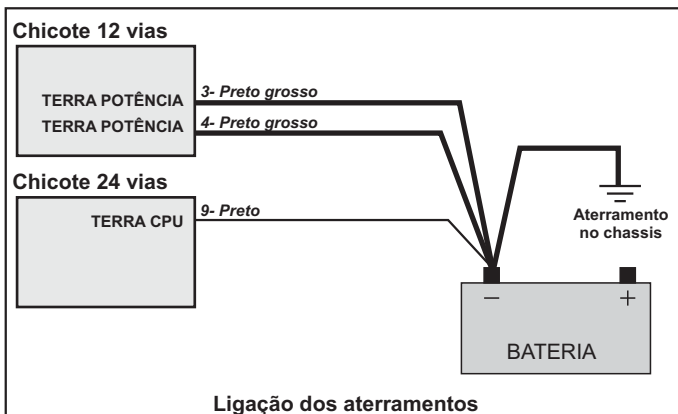 Chicote 12 vias
TERRA POTÊNCIA
3- Preto grosso
TERRA POTÊNCIA
4- Preto grosso
Chicote 24 vias
TERRA CPU
9- Preto
Aterramento
no chassis
− +
BATERIA
Ligação dos aterramentos